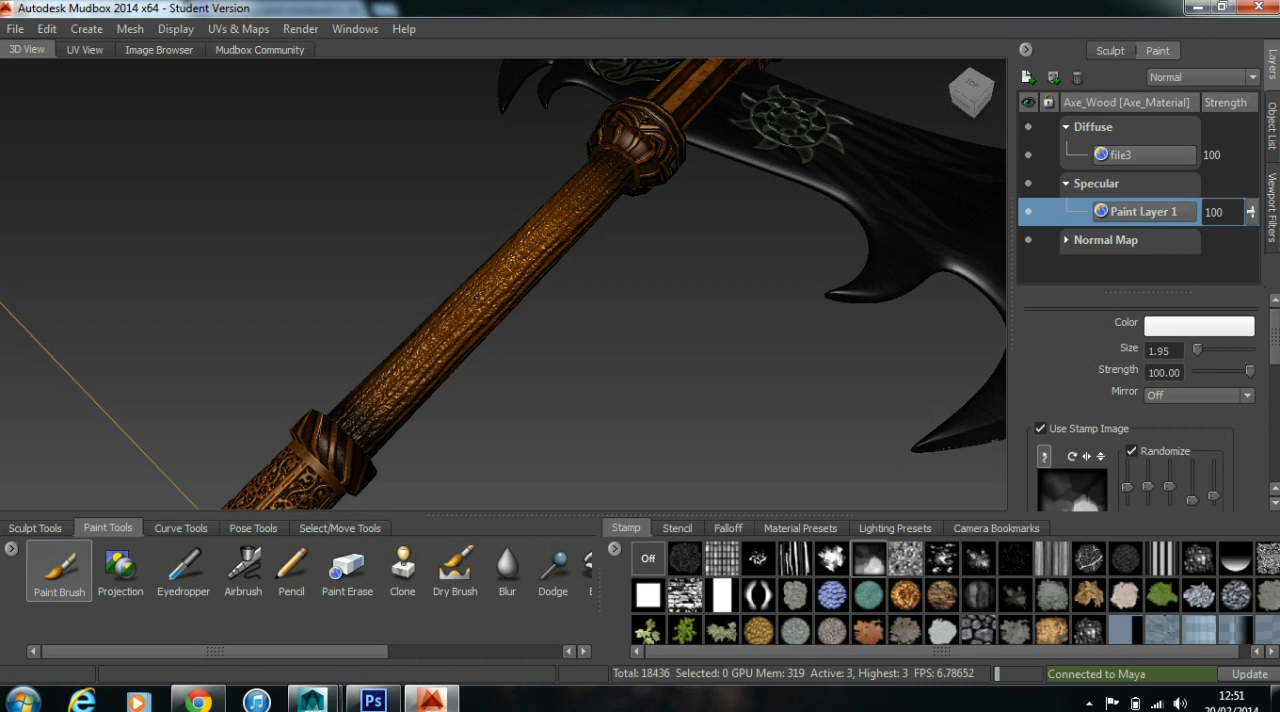 Autodesk Mudbox 2014 x64 - Student Version
File Edit Create Mesh Display UVs & Maps Render Windows Help
3D View UV View Image Browser Mudbox Community
Sculpt Paint
Normal
Axe_Wood [Axe_Material] Strength
Diffuse
file3 100
Specular
Paint Layer 1 100
Normal Map
Layers
Object List
Viewport Filters
TOP
Color
Size 1.95
Strength 100.00
Mirror Off
Use Stamp Image
Randomize
Sculpt Tools Paint Tools Curve Tools Pose Tools Select/Move Tools
Paint Brush Projection Eyedropper Airbrush Pencil Paint Erase Clone Dry Brush Blur Dodge
Stamp Stencil Falloff Material Presets Lighting Presets Camera Bookmarks
Off
Total: 18436 Selected: 0 GPU Mem: 319 Active: 3, Highest: 3 FPS: 6.78652
Connected to Maya Update
Ps
12:51
20/02/2014